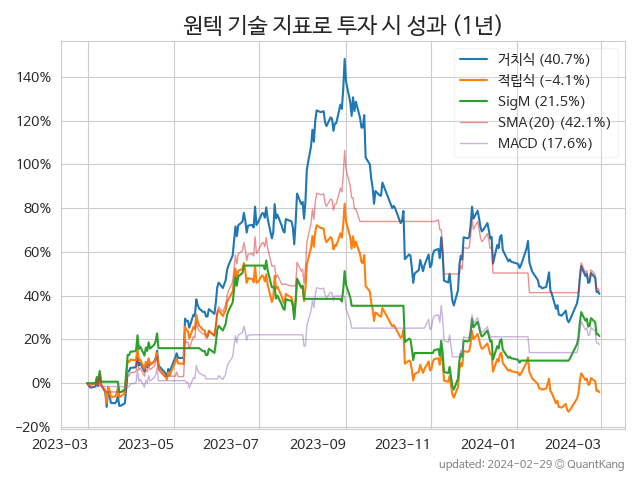 원텍 기술 지표로 투자 시 성과 (1년)
거치식 (40.7%)
적립식 (−4.1%)
SigM (21.5%)
SMA(20) (42.1%)
MACD (17.6%)
140%
120%
100%
80%
60%
40%
20%
0%
−20%
2023-03 2023-05 2023-07 2023-09 2023-11 2024-01 2024-03
updated: 2024-02-29 © QuantKang